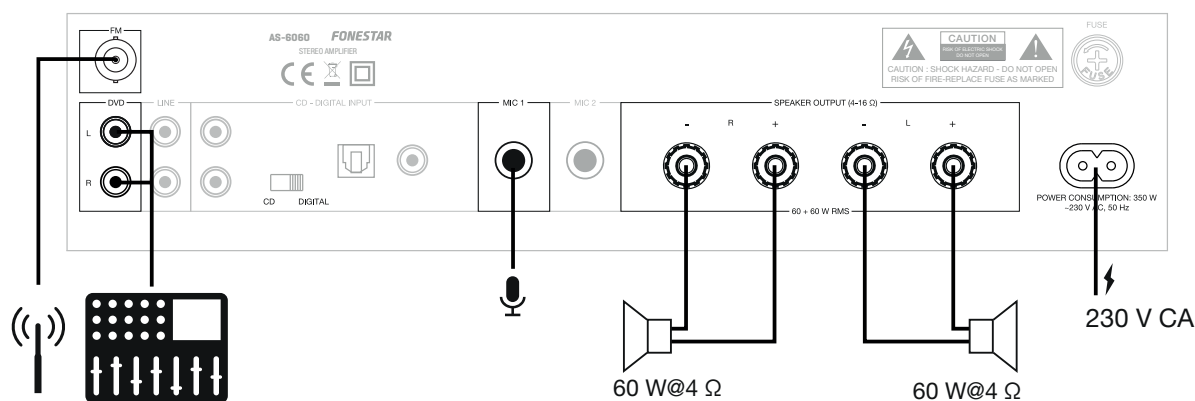 FM
AS-6060 FONESTAR
STEREO AMPLIFIER
CAUTION
RISK OF ELECTRIC SHOCK
DO NOT OPEN
CAUTION : SHOCK HAZARD - DO NOT OPEN
RISK OF FIRE-REPLACE FUSE AS MARKED
FUSE
FUSE
DVD
LINE
CD - DIGITAL INPUT
MIC 1
MIC 2
SPEAKER OUTPUT (4-16 Ω)
- R + - L +
L
R
CD DIGITAL
60 + 60 W RMS
POWER CONSUMPTION: 350 W
~230 V AC, 50 Hz
230 V CA
60 W@4 Ω
60 W@4 Ω